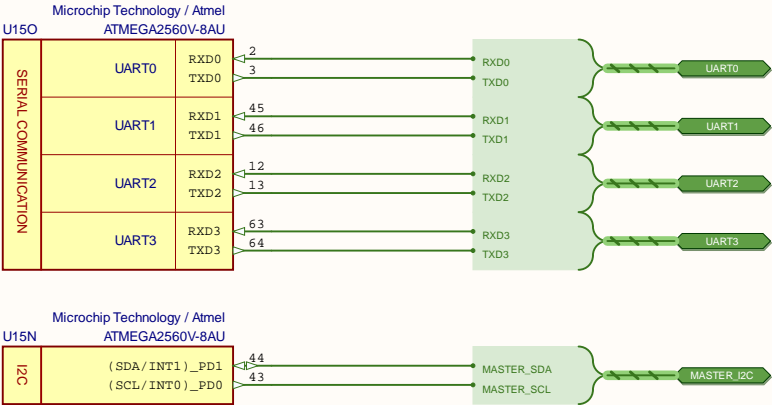 Microchip Technology / Atmel
U15O ATMEGA2560V-8AU
SERIAL COMMUNICATION
UART0 RXD0 2 RXD0 UART0
TXD0 3 TXD0
UART1 RXD1 45 RXD1 UART1
TXD1 46 TXD1
UART2 RXD2 12 RXD2 UART2
TXD2 13 TXD2
UART3 RXD3 63 RXD3 UART3
TXD3 64 TXD3
Microchip Technology / Atmel
U15N ATMEGA2560V-8AU
I2C
(SDA/INT1)_PD1 44 MASTER_SDA MASTER_I2C
(SCL/INT0)_PD0 43 MASTER_SCL